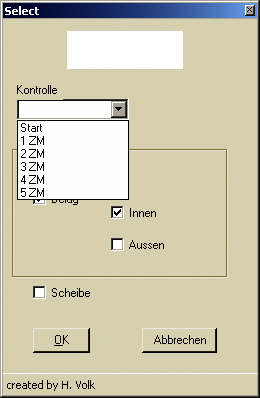 Select
Kontrolle
Start
1 ZM
2 ZM
3 ZM
4 ZM
5 ZM
Belag
Innen
Aussen
Scheibe
OK
Abbrechen
created by H. Volk